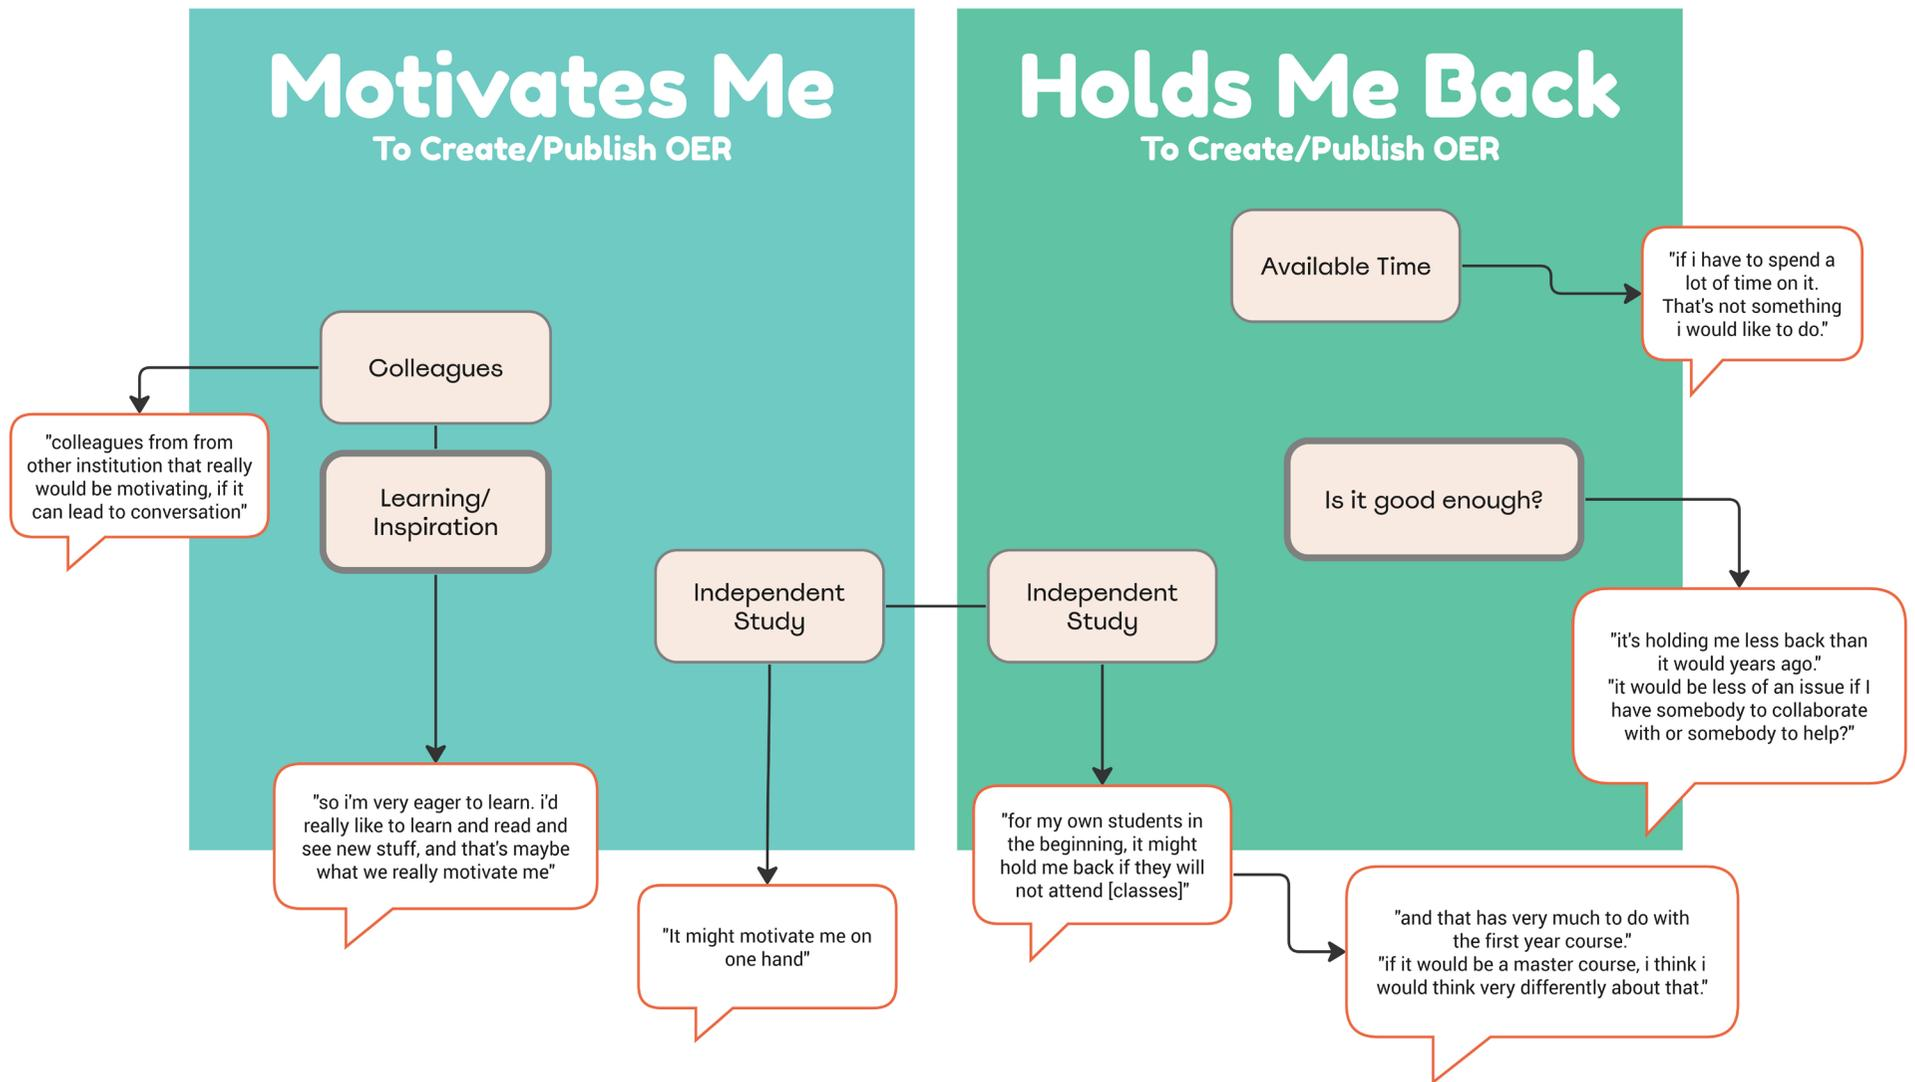 Motivates Me
To Create/Publish OER
Colleagues
"colleagues from from
other institution that really
would be motivating, if it
can lead to conversation"
Learning/
Inspiration
"so i'm very eager to learn. i'd
really like to learn and read and
see new stuff, and that's maybe
what we really motivate me"
Independent
Study
"It might motivate me on
one hand"
Holds Me Back
To Create/Publish OER
Available Time
"if i have to spend a
lot of time on it.
That's not something
i would like to do."
Is it good enough?
"it's holding me less back than
it would years ago."
"it would be less of an issue if I
have somebody to collaborate
with or somebody to help?"
Independent
Study
"for my own students in
the beginning, it might
hold me back if they will
not attend [classes]"
"and that has very much to do with
the first year course."
"if it would be a master course, i think i
would think very differently about that."